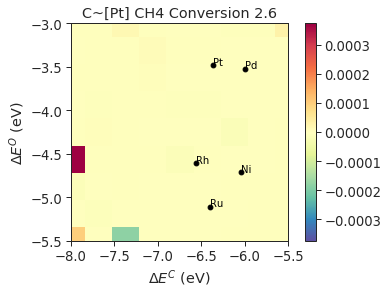 C~[Pt] CH4 Conversion 2.6
ΔE^O (eV)
−3.0
−3.5
−4.0
−4.5
−5.0
−5.5
Pt
Pd
Rh
Ni
Ru
−8.0 −7.5 −7.0 −6.5 −6.0 −5.5
ΔE^C (eV)
0.0003
0.0002
0.0001
0.0000
−0.0001
−0.0002
−0.0003